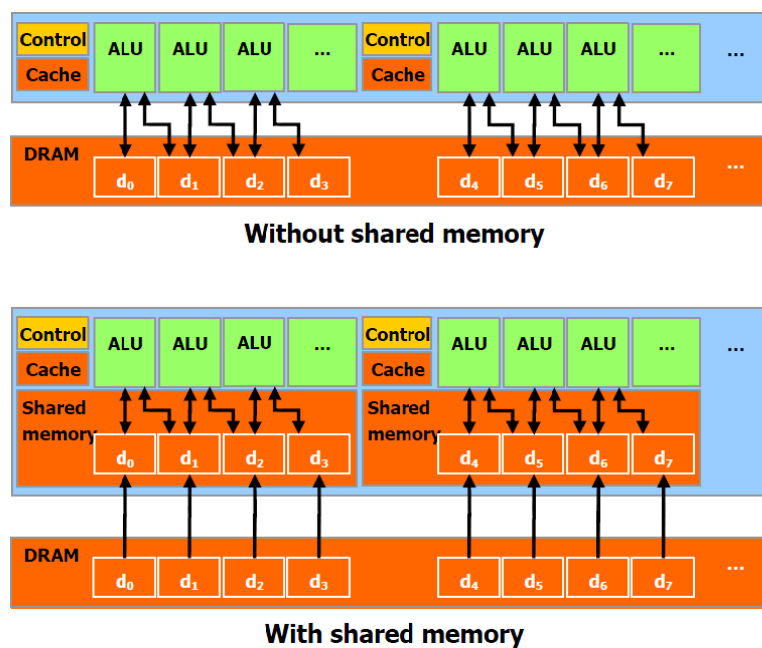 Control ALU ALU ALU ... Control ALU ALU ALU ... ...
Cache Cache
DRAM
d₀ d₁ d₂ d₃ d₄ d₅ d₆ d₇ ...
Without shared memory
Control ALU ALU ALU ... Control ALU ALU ALU ... ...
Cache Cache
Shared Shared
memory memory
d₀ d₁ d₂ d₃ d₄ d₅ d₆ d₇
DRAM
d₀ d₁ d₂ d₃ d₄ d₅ d₆ d₇ ...
With shared memory